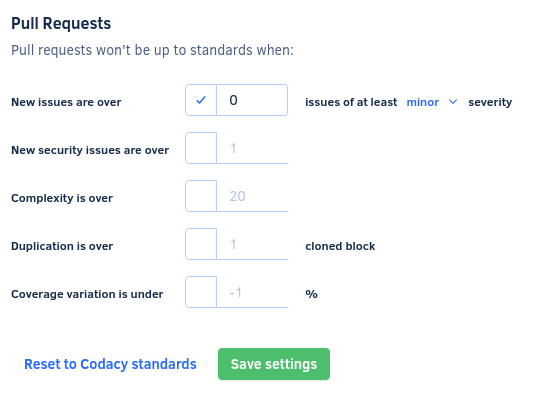 Pull Requests
Pull requests won't be up to standards when:
New issues are over 0 issues of at least minor severity
New security issues are over 1
Complexity is over 20
Duplication is over 1 cloned block
Coverage variation is under -1 %
Reset to Codacy standards Save settings